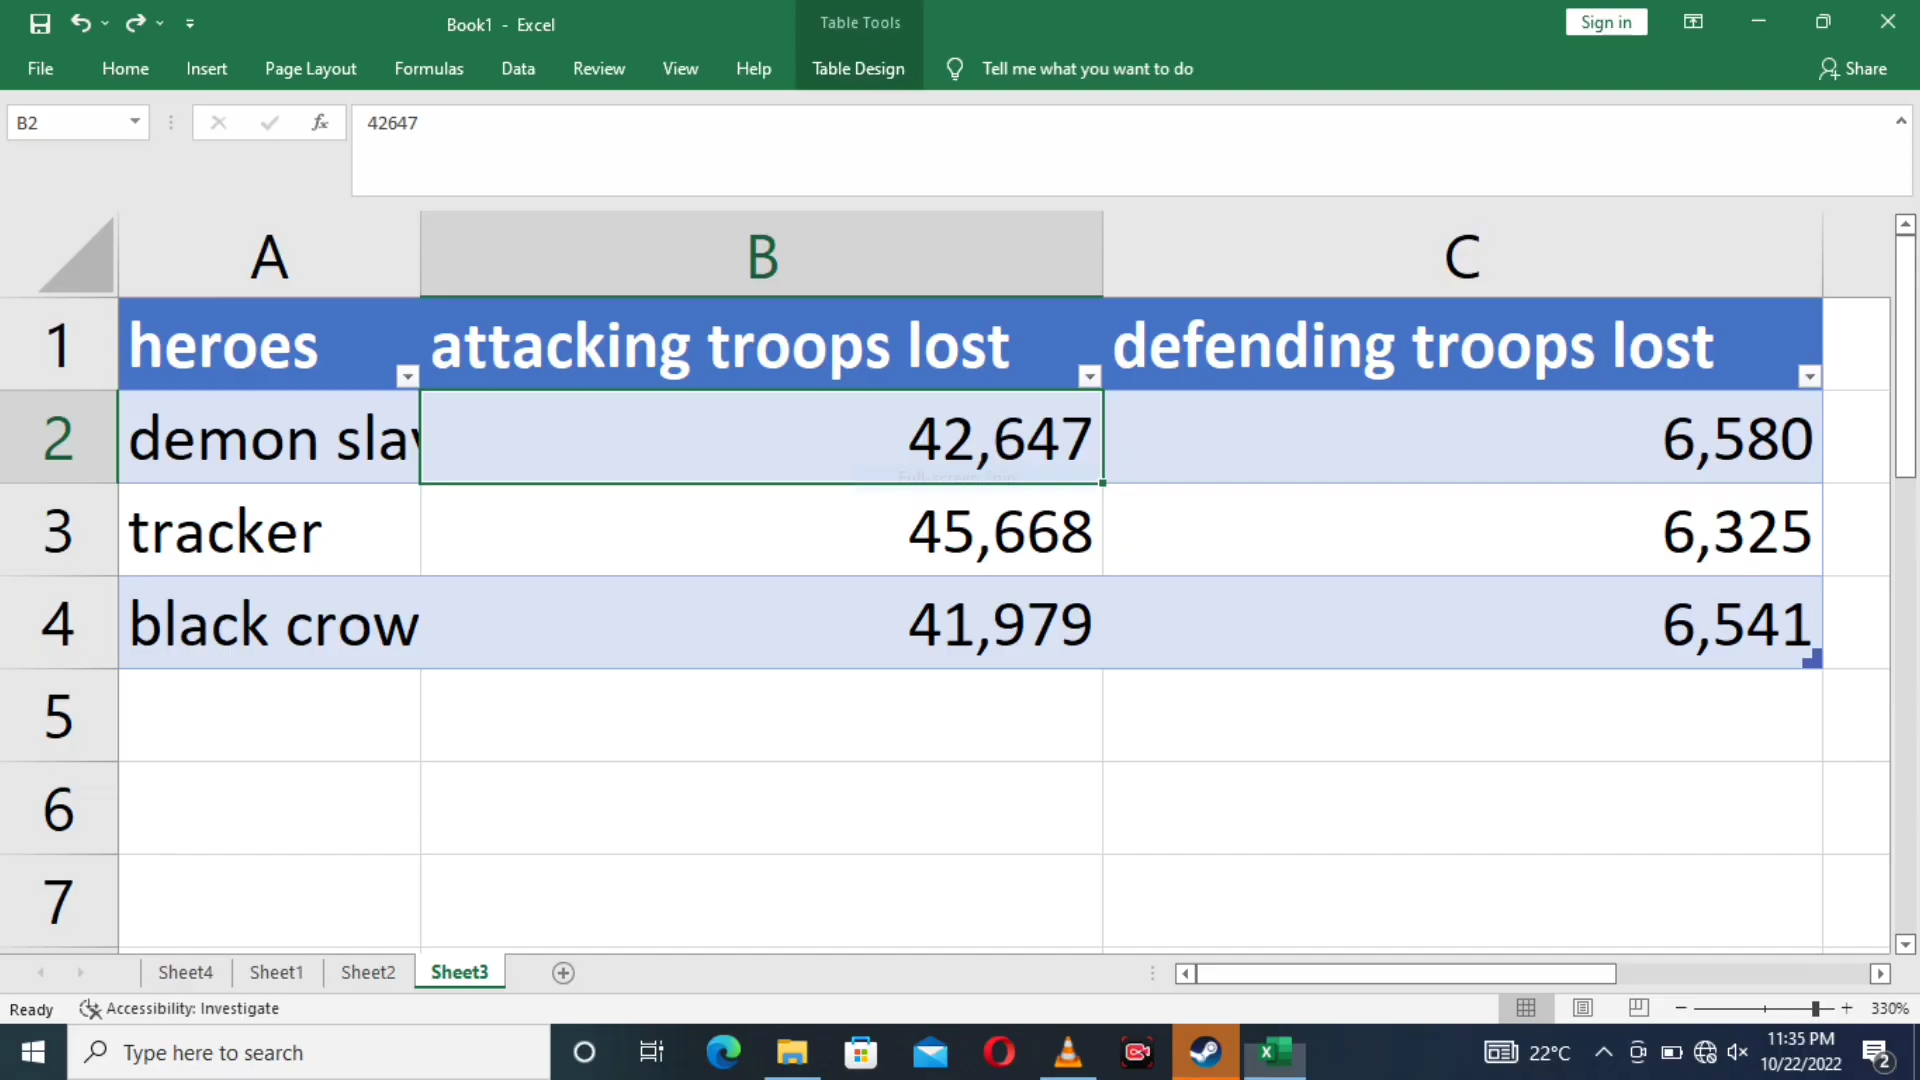 Book1 - Excel
Table Tools
Sign in
File Home Insert Page Layout Formulas Data Review View Help Table Design Tell me what you want to do Share
B2 fx 42647
A B C
1 heroes attacking troops lost defending troops lost
2 demon slav 42,647 6,580
3 tracker 45,668 6,325
4 black crow 41,979 6,541
5
6
7
Sheet4 Sheet1 Sheet2 Sheet3
Ready Accessibility: Investigate 330%
Type here to search 22°C 11:35 PM
10/22/2022 2